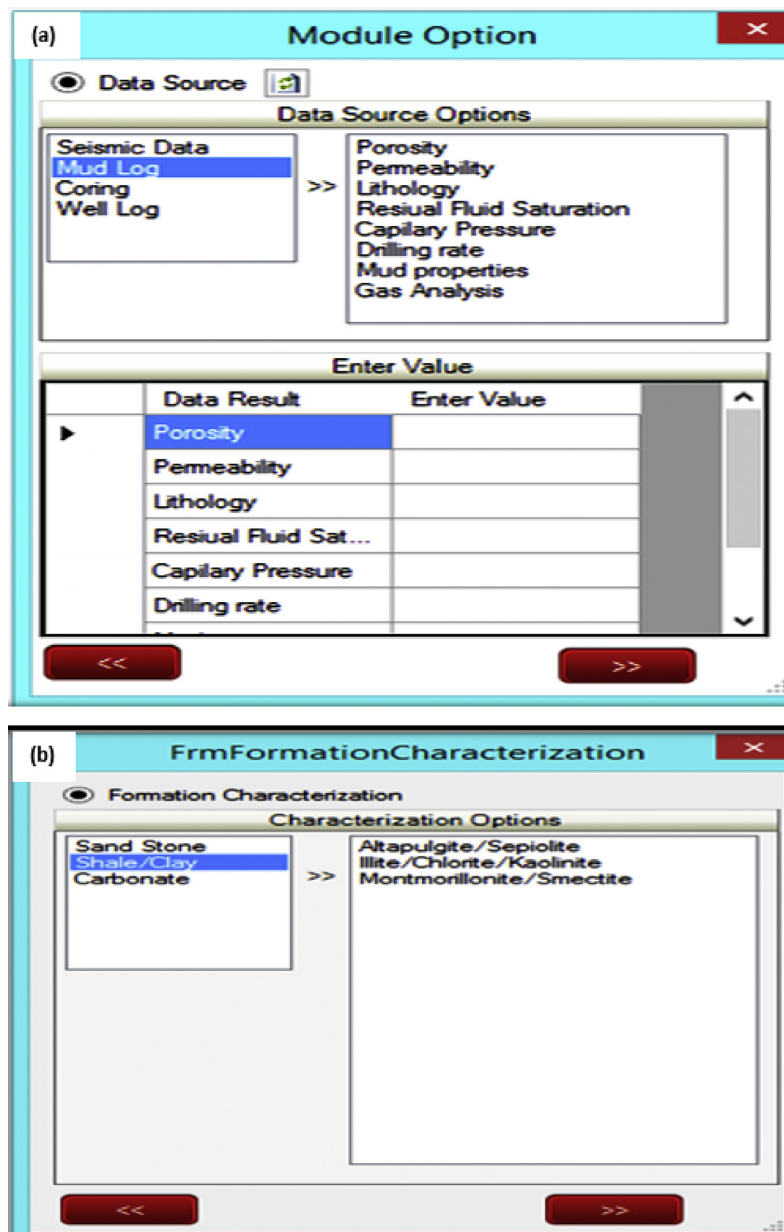 (a)
Module Option
×
Data Source
Data Source Options
Seismic Data
Mud Log
Coring
Well Log
>>
Porosity
Permeability
Lithology
Resiual Fluid Saturation
Capilary Pressure
Drilling rate
Mud properties
Gas Analysis
Enter Value
Data Result Enter Value
Porosity
Permeability
Lithology
Resiual Fluid Sat...
Capilary Pressure
Drilling rate
<< >>
(b)
FrmFormationCharacterization
×
Formation Characterization
Characterization Options
Sand Stone
Shale/Clay
Carbonate
>>
Altapulgite/Sepiolite
Illite/Chlorite/Kaolinite
Montmorillonite/Smectite
<< >>